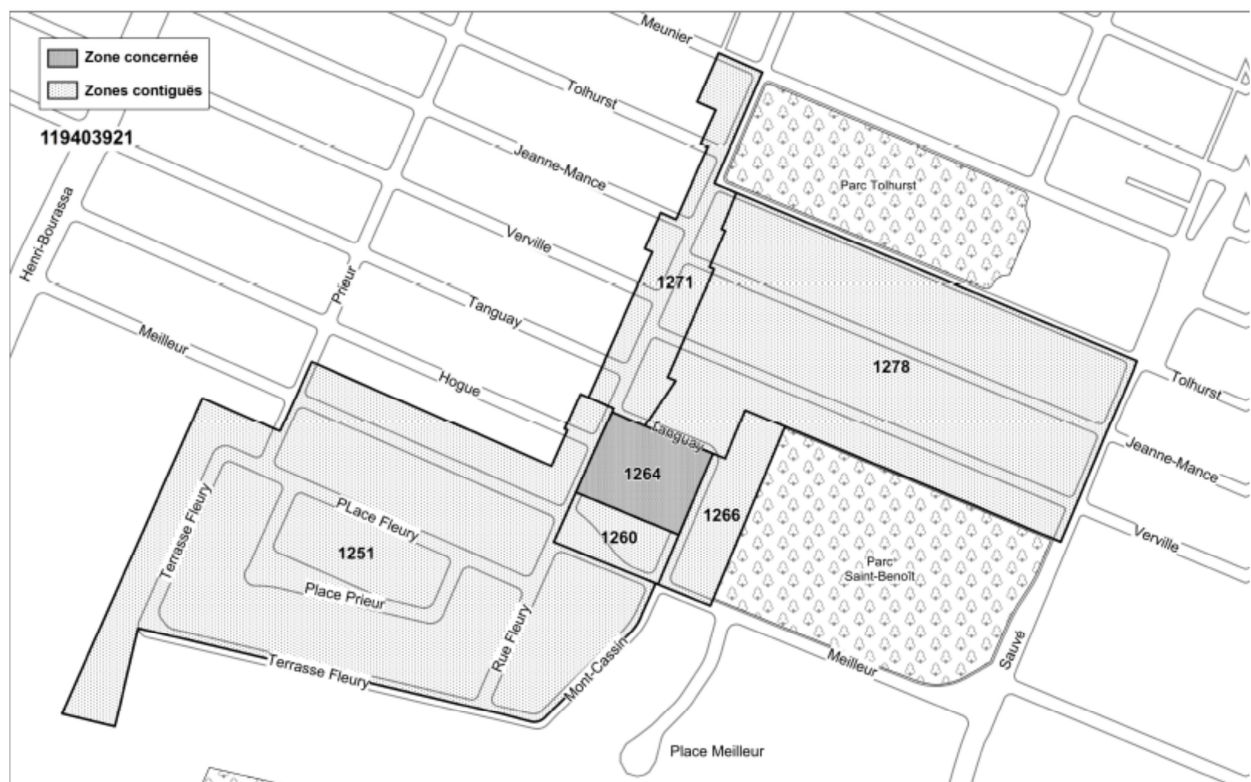 Zone concernée
Zones contiguës
119403921
Meunier
Tolhurst
Jeanne-Mance
Verville
Tanguay
Hogue
Meilleur
Henri-Bourassa
Prieur
Parc Tolhurst
1271
1278
Tolhurst
Jeanne-Mance
Verville
Tanguay
1264
1266
1260
Parc
Saint-Benoît
Sauvé
Meilleur
Terrasse Fleury
PLace Fleury
1251
Place Prieur
Rue Fleury
Terrasse Fleury
Mont-Cassin
Place Meilleur